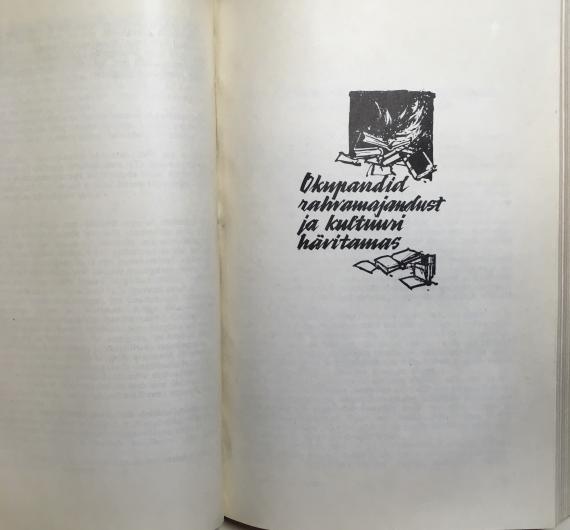 Okupandid
rahvamajandust
ja kultuuri
hävitamas